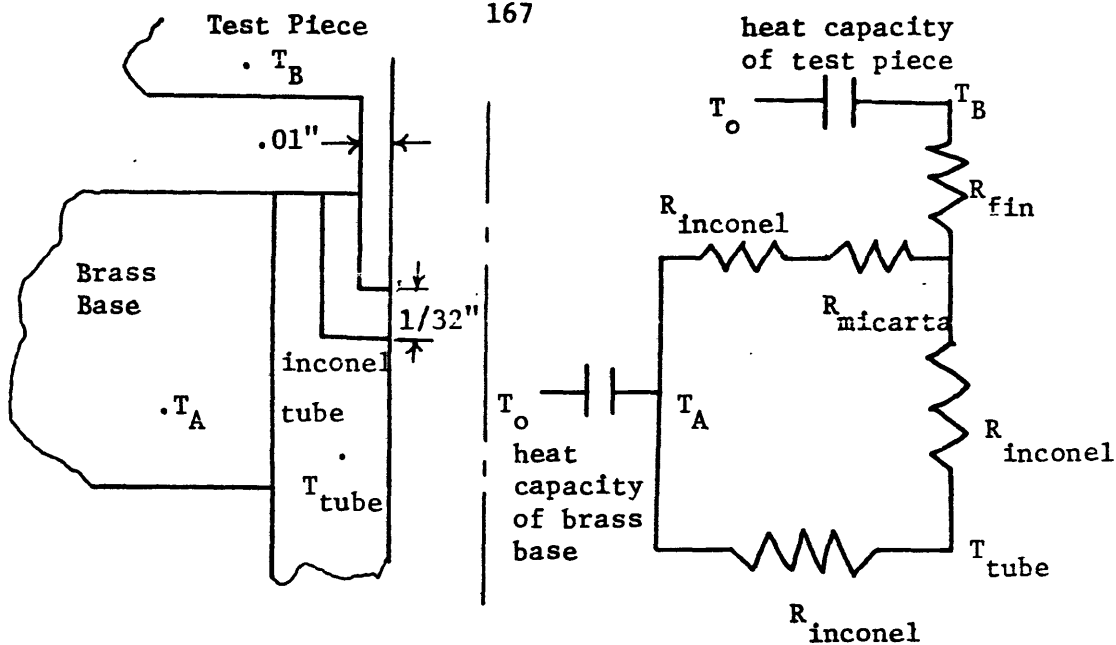 167
Test Piece
. T_B
.01"
Brass
Base
.T_A
1/32"
inconel
tube
T_tube
heat capacity
of test piece
T_o
T_B
R_fin
R_inconel
R_micarta
T_o
T_A
heat
capacity
of brass
base
R_inconel
T_tube
R_inconel